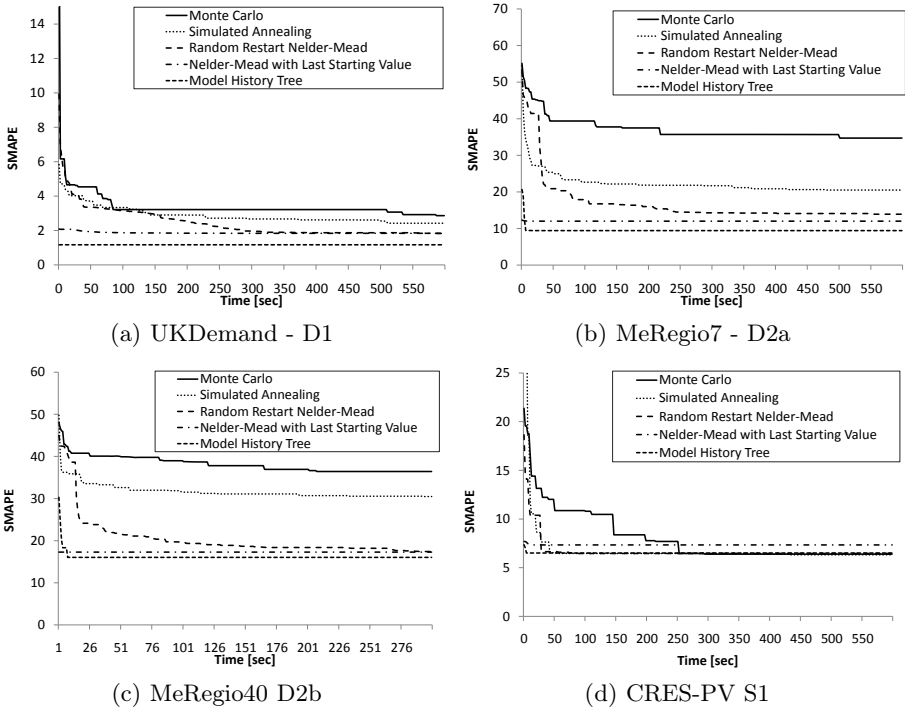 Monte Carlo
Simulated Annealing
Random Restart Nelder-Mead
Nelder-Mead with Last Starting Value
Model History Tree
SMAPE
14
12
10
8
6
4
2
0
0 50 100 150 200 250 300 350 400 450 500 550
Time [sec]
(a) UKDemand - D1
Monte Carlo
Simulated Annealing
Random Restart Nelder-Mead
Nelder-Mead with Last Starting Value
Model History Tree
SMAPE
70
60
50
40
30
20
10
0
0 50 100 150 200 250 300 350 400 450 500 550
Time [sec]
(b) MeRegio7 - D2a
Monte Carlo
Simulated Annealing
Random Restart Nelder-Mead
Nelder-Mead with Last Starting Value
Model History Tree
SMAPE
60
50
40
30
20
10
0
1 26 51 76 101 126 151 176 201 226 251 276
Time [sec]
(c) MeRegio40 D2b
Monte Carlo
Simulated Annealing
Random Restart Nelder-Mead
Nelder-Mead with Last Starting Value
Model History Tree
SMAPE
25
20
15
10
5
0
0 50 100 150 200 250 300 350 400 450 500 550
Time [sec]
(d) CRES-PV S1